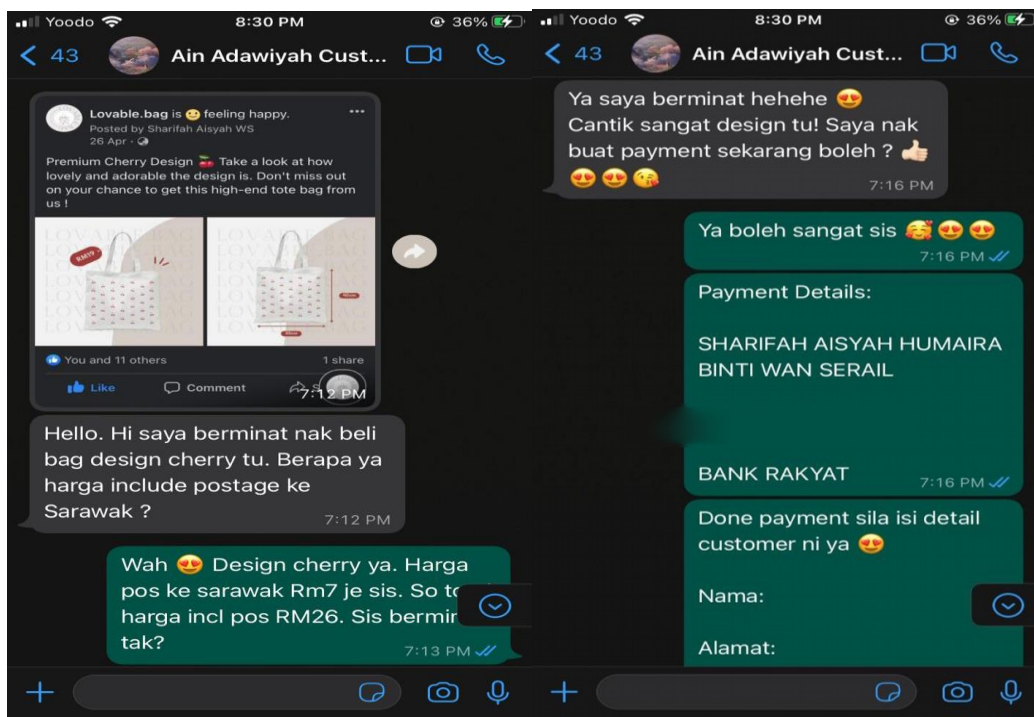 Yoodo 8:30 PM 36%
43 Ain Adawiyah Cust...
Lovable.bag is 😊 feeling happy.
Posted by Sharifah Aisyah WS
26 Apr ·
Premium Cherry Design 🍒 Take a look at how
lovely and adorable the design is. Don't miss out
on your chance to get this high-end tote bag from
us !
LOVABLE BAG
RM19
You and 11 others 1 share
Like Comment
7:12 PM
Hello. Hi saya berminat nak beli
bag design cherry tu. Berapa ya
harga include postage ke
Sarawak ?
7:12 PM
Wah 😍 Design cherry ya. Harga
pos ke sarawak Rm7 je sis. So
harga incl pos RM26. Sis
tak?
7:13 PM
Yoodo 8:30 PM 36%
43 Ain Adawiyah Cust...
Ya saya berminat hehehe 😍
Cantik sangat design tu! Saya nak
buat payment sekarang boleh ? 👍🏻
😍😍😘
7:16 PM
Ya boleh sangat sis 🥰😍😍
7:16 PM
Payment Details:
SHARIFAH AISYAH HUMAIRA
BINTI WAN SERAIL
BANK RAKYAT
7:16 PM
Done payment sila isi detail
customer ni ya 😍
Nama:
Alamat: